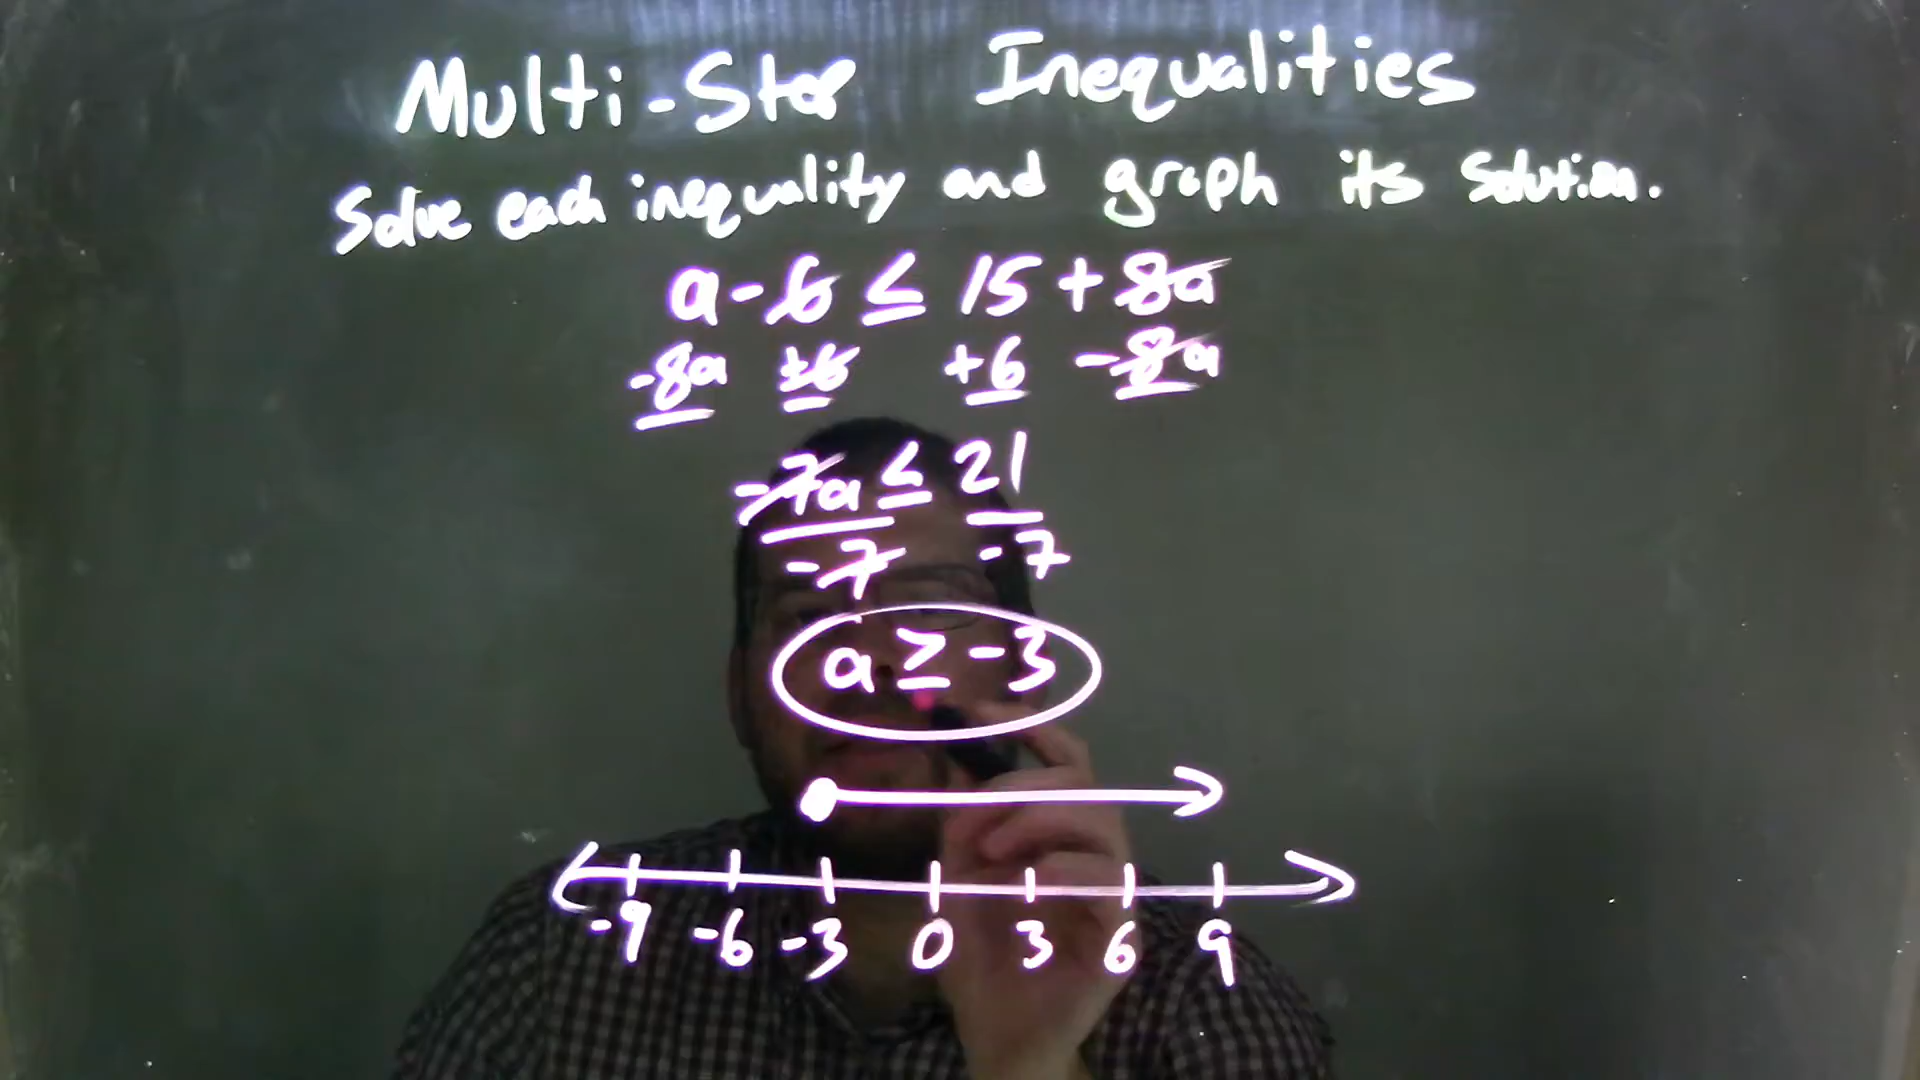 Multi-Step Inequalities
Solve each inequality and graph its solution.
a - 6 ≤ 15 + 8a
-8a +6 +6 -8a
-7a ≤ 21
-7 -7
a ≥ -3
-9 -6 -3 0 3 6 9